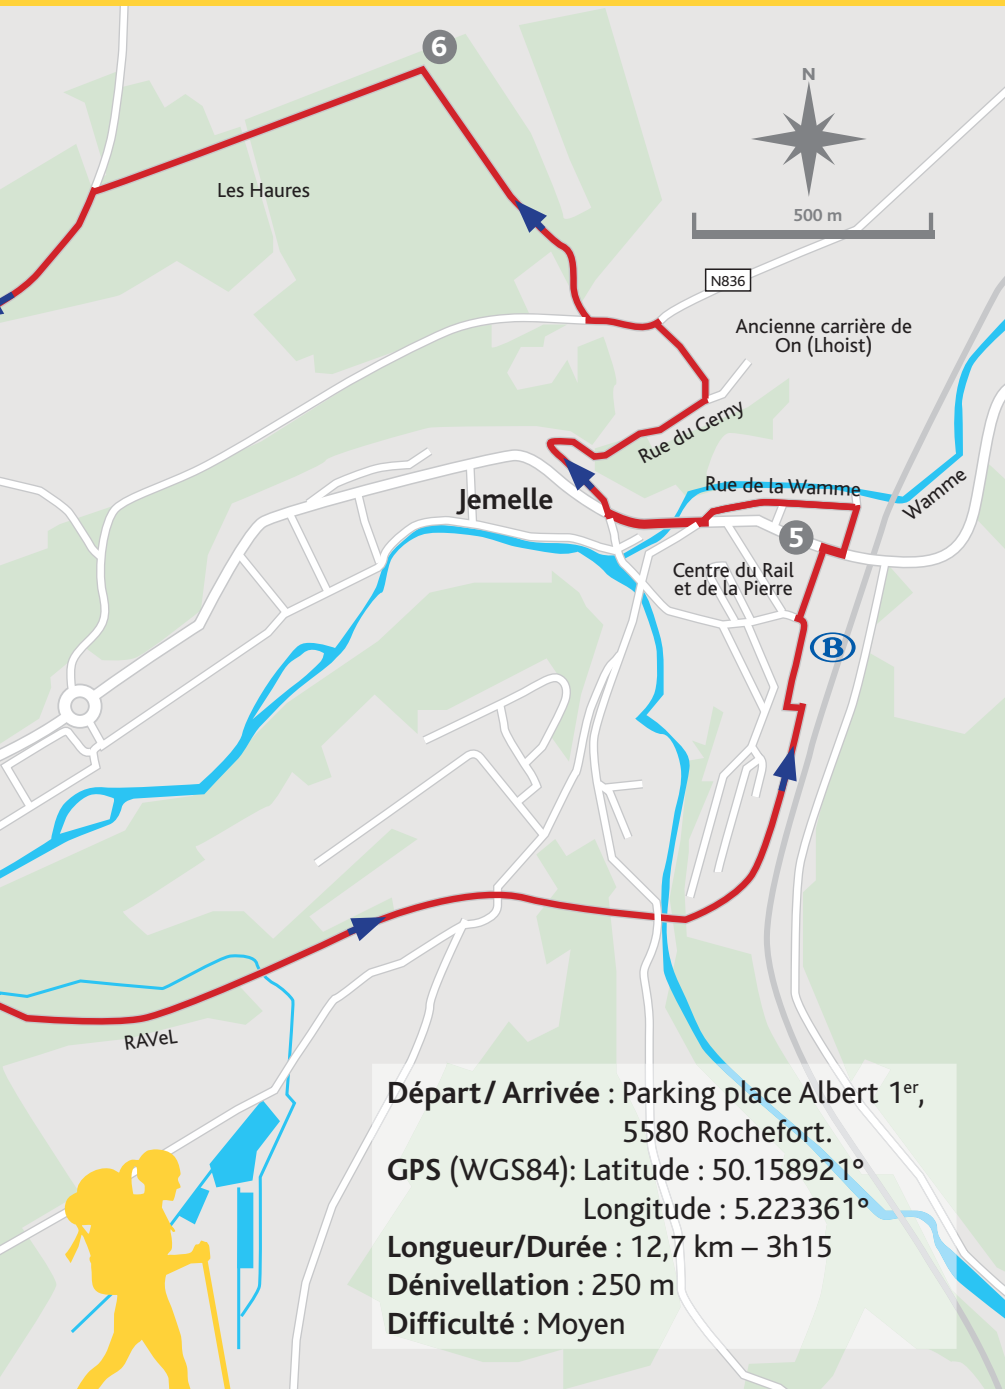 6
N
Les Haures
500 m
N836
Ancienne carrière de
On (Lhoist)
Rue du Gerny
Rue de la Wamme
Wamme
Jemelle
5
Centre du Rail
et de la Pierre
B
RAVeL
Départ / Arrivée : Parking place Albert 1er,
5580 Rochefort.
GPS (WGS84): Latitude : 50.158921°
Longitude : 5.223361°
Longueur/Durée : 12,7 km – 3h15
Dénivellation : 250 m
Difficulté : Moyen